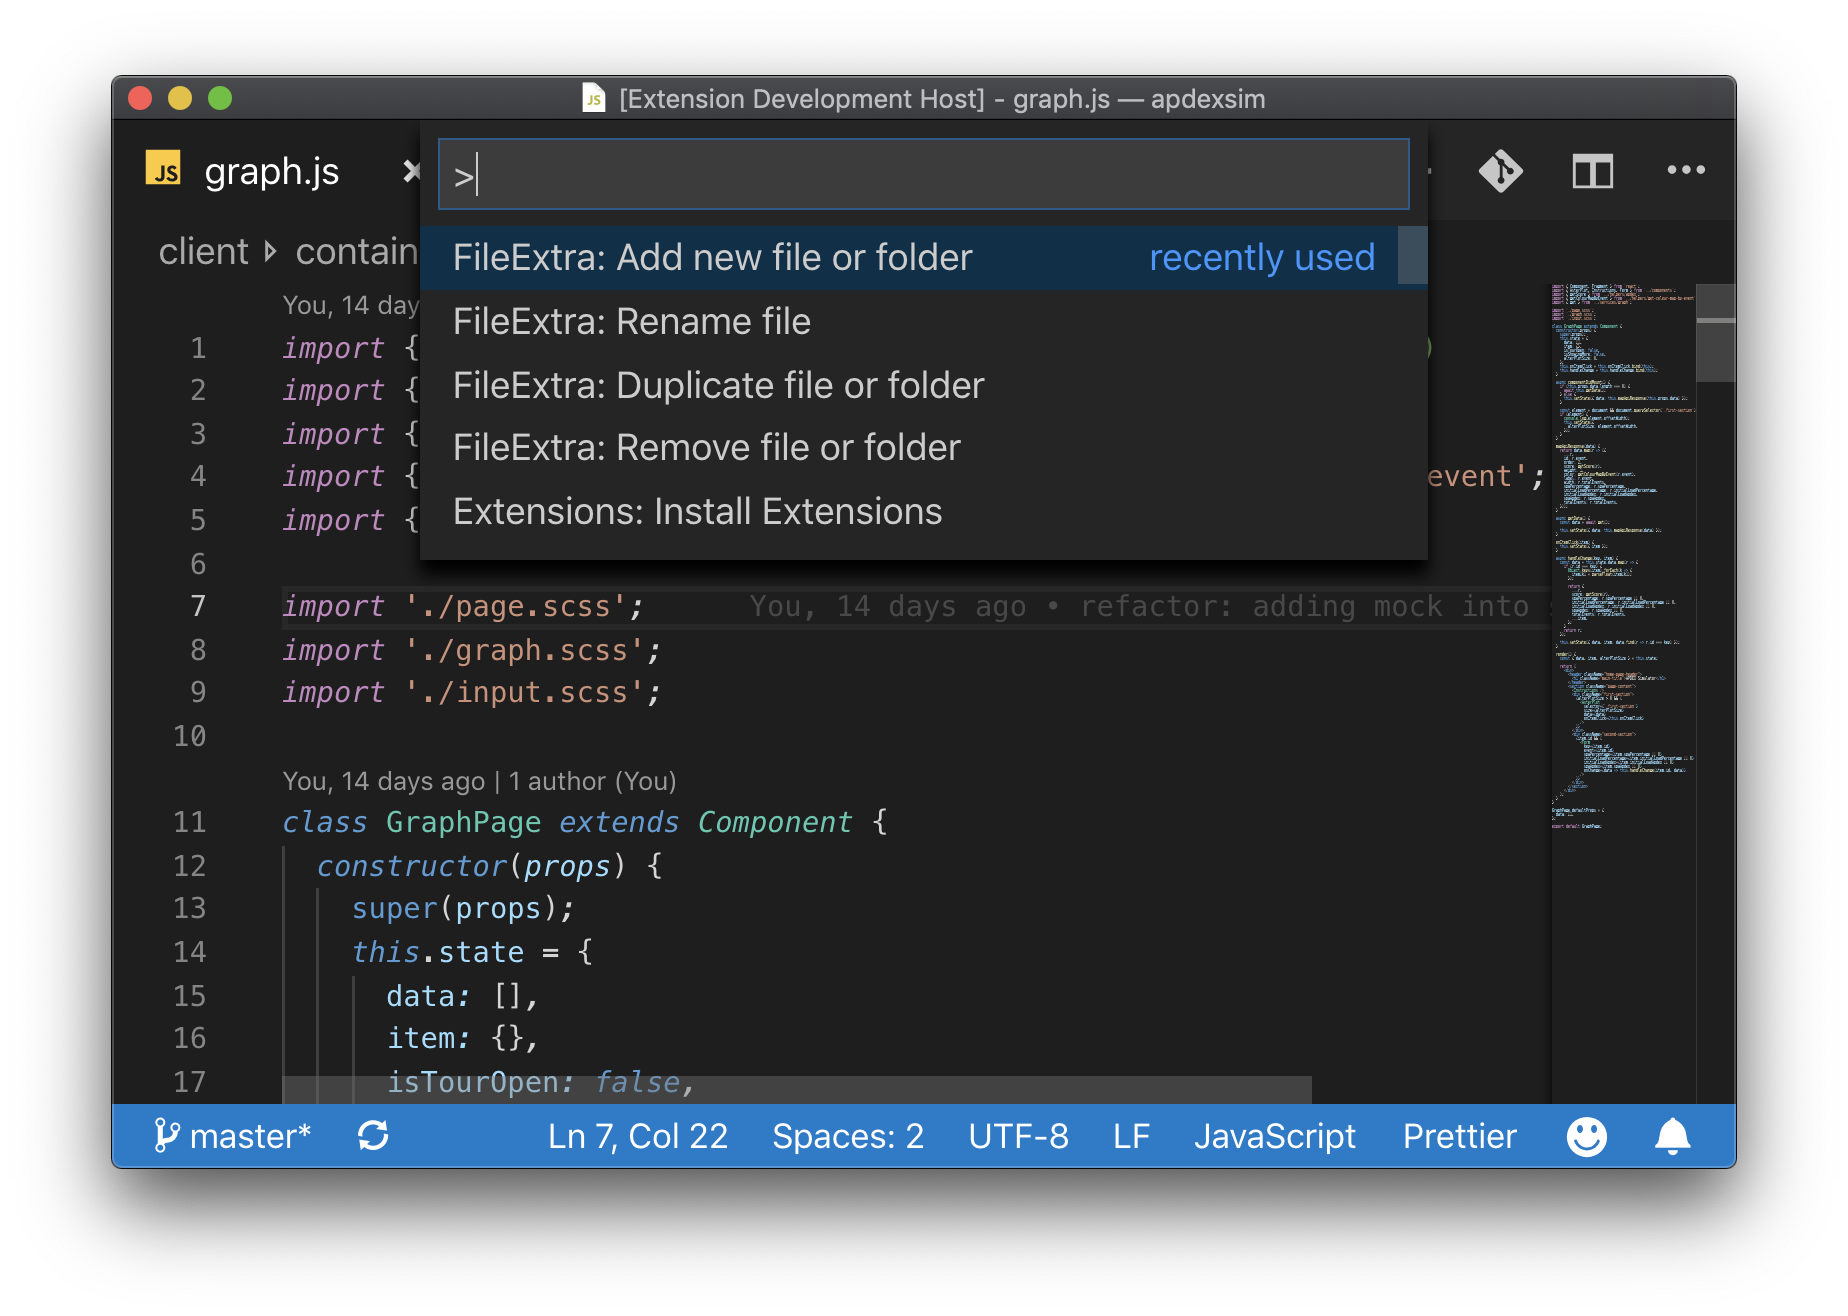 [Extension Development Host] - graph.js — apdexsim
JS graph.js
>
client contain
FileExtra: Add new file or folder recently used
FileExtra: Rename file
FileExtra: Duplicate file or folder
FileExtra: Remove file or folder
Extensions: Install Extensions
You, 14 day
1 import { )
2 import {
3 import {
4 import { event';
5 import {
6
7 import './page.scss'; You, 14 days ago • refactor: adding mock into
8 import './graph.scss';
9 import './input.scss';
10
You, 14 days ago | 1 author (You)
11 class GraphPage extends Component {
12 constructor(props) {
13 super(props);
14 this.state = {
15 data: [],
16 item: {},
17 isTourOpen: false,
master* Ln 7, Col 22 Spaces: 2 UTF-8 LF JavaScript Prettier